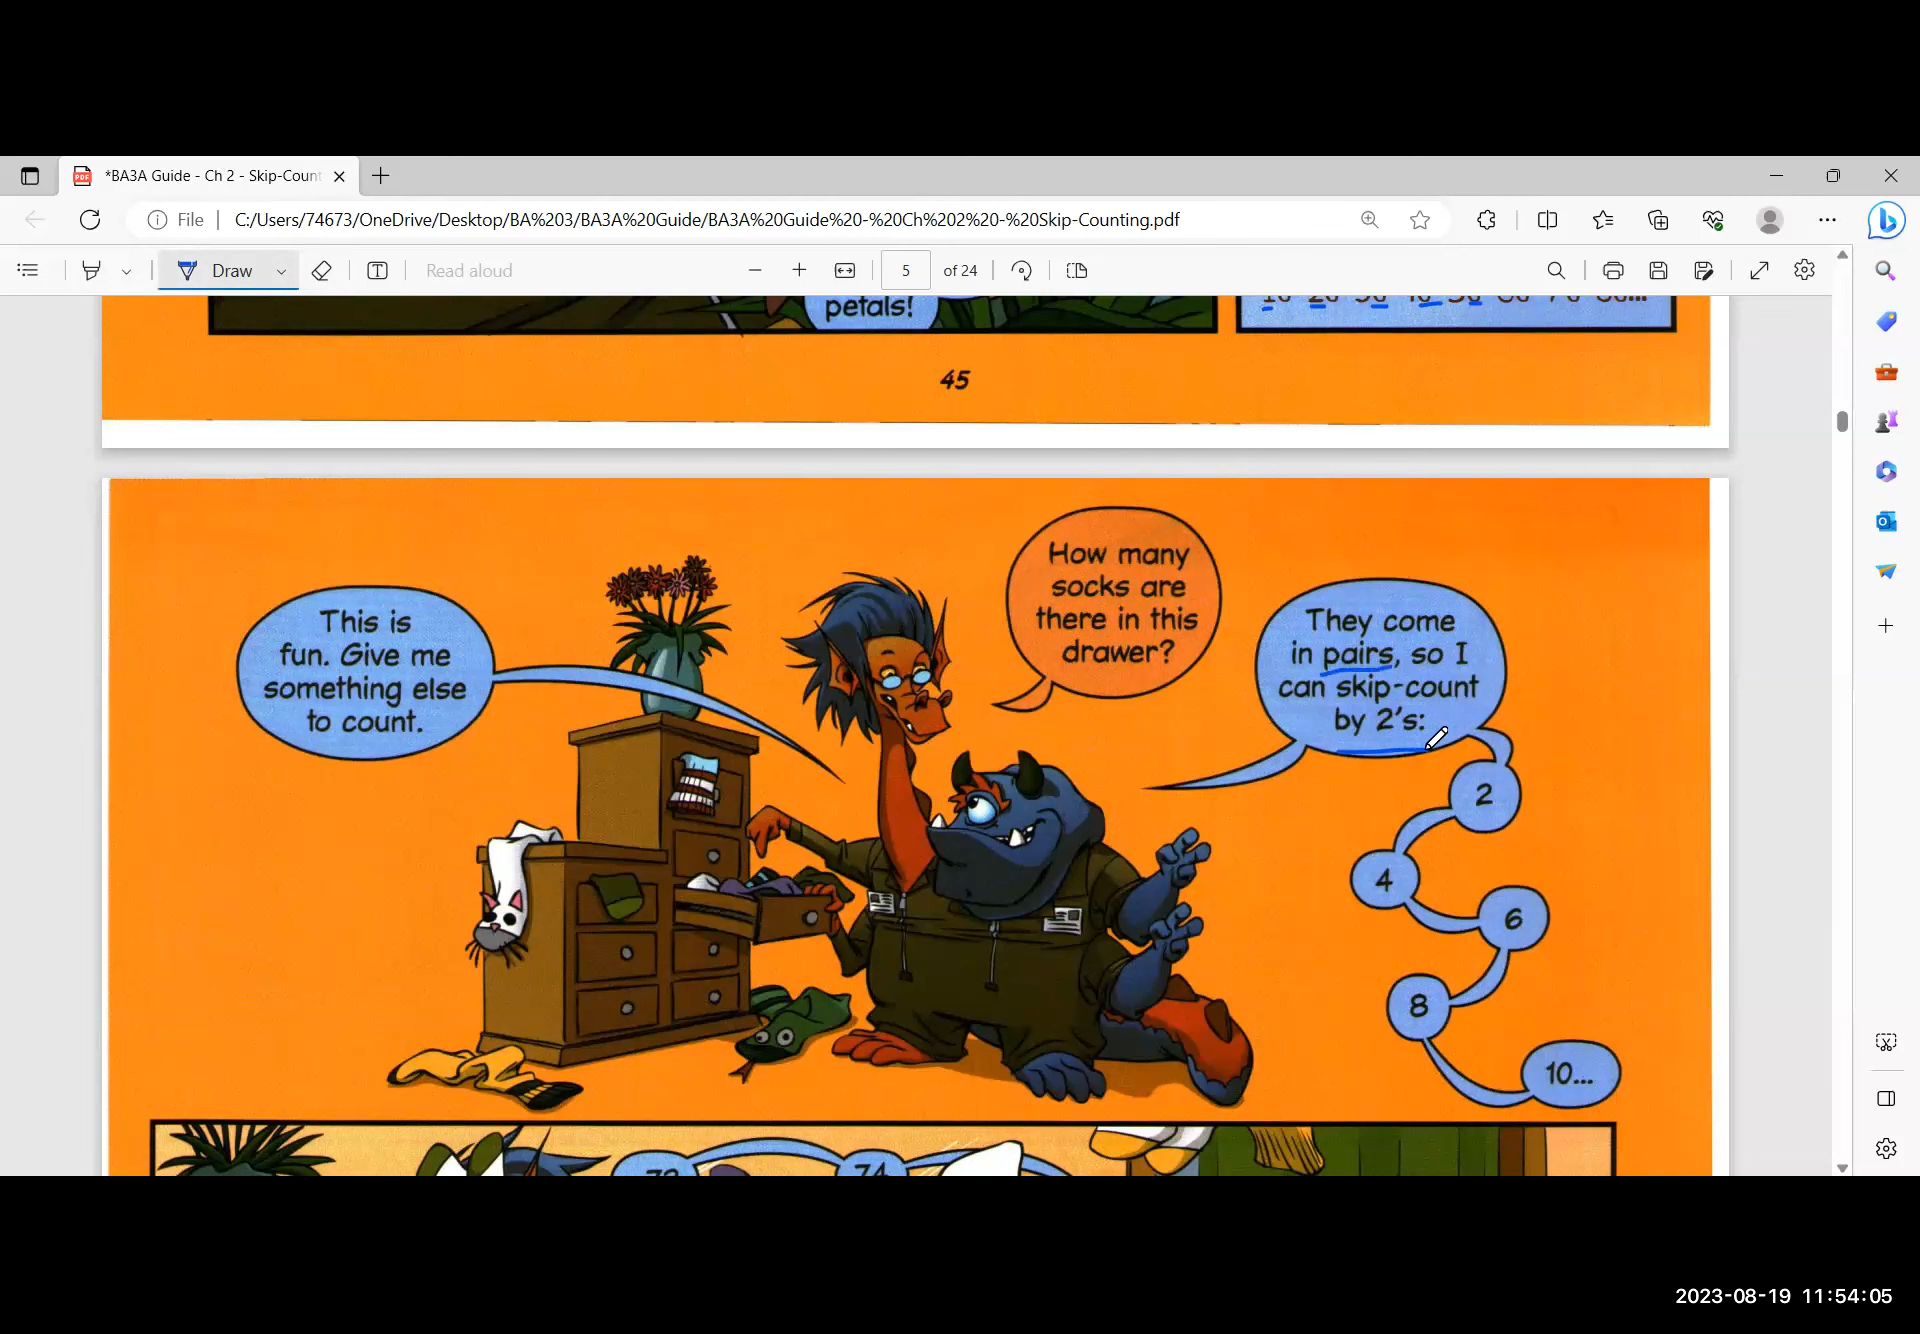 *BA3A Guide - Ch 2 - Skip-Count
File
C:/Users/74673/OneDrive/Desktop/BA%203/BA3A%20Guide/BA3A%20Guide%20-%20Ch%202%20-%20Skip-Counting.pdf
Draw
Read aloud
5
of 24
petals!
45
This is
fun. Give me
something else
to count.
How many
socks are
there in this
drawer?
They come
in pairs, so I
can skip-count
by 2's:
2
4
6
8
10...
74
2023-08-19 11:54:05